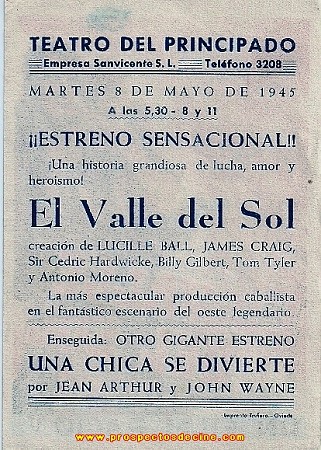 TEATRO DEL PRINCIPADO
Empresa Sanvicente S. L. Teléfono 3208
MARTES 8 DE MAYO DE 1945
A las 5,30 - 8 y 11
¡¡ESTRENO SENSACIONAL!!
¡Una historia grandiosa de lucha, amor y
heroísmo!
El Valle del Sol
creación de LUCILLE BALL, JAMES CRAIG,
Sir Cedric Hardwicke, Billy Gilbert, Tom Tyler
y Antonio Moreno.
La más espectacular producción caballista
en el fantástico escenario del oeste legendario.
Enseguida: OTRO GIGANTE ESTRENO
UNA CHICA SE DIVIERTE
por JEAN ARTHUR y JOHN WAYNE
Imprenta - Oviedo
www.prospectosdecine.com